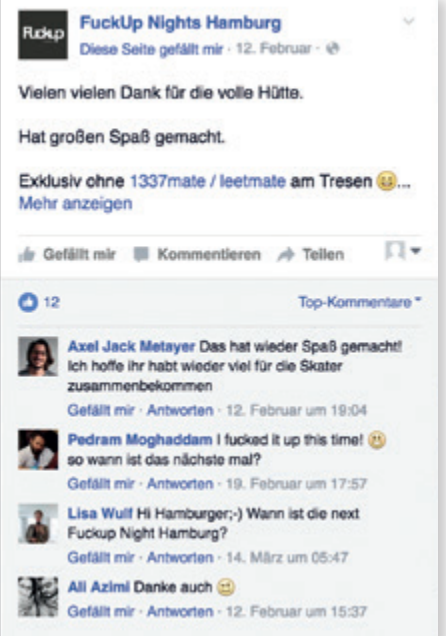 FuckUp
FuckUp Nights Hamburg
Diese Seite gefällt mir · 12. Februar ·
Vielen vielen Dank für die volle Hütte.
Hat großen Spaß gemacht.
Exklusiv ohne 1337mate / leetmate am Tresen 😀...
Mehr anzeigen
Gefällt mir Kommentieren Teilen
12 Top-Kommentare
Axel Jack Metayer Das hat wieder Spaß gemacht!
Ich hoffe ihr habt wieder viel für die Skater
zusammenbekommen
Gefällt mir · Antworten · 12. Februar um 19:04
Pedram Moghaddam I fucked it up this time! 🙂
so wann ist das nächste mal?
Gefällt mir · Antworten · 19. Februar um 17:57
Lisa Wulf Hi Hamburger;-) Wann ist die next
Fuckup Night Hamburg?
Gefällt mir · Antworten · 14. März um 05:47
Ali Azimi Danke auch 😊
Gefällt mir · Antworten · 12. Februar um 15:37